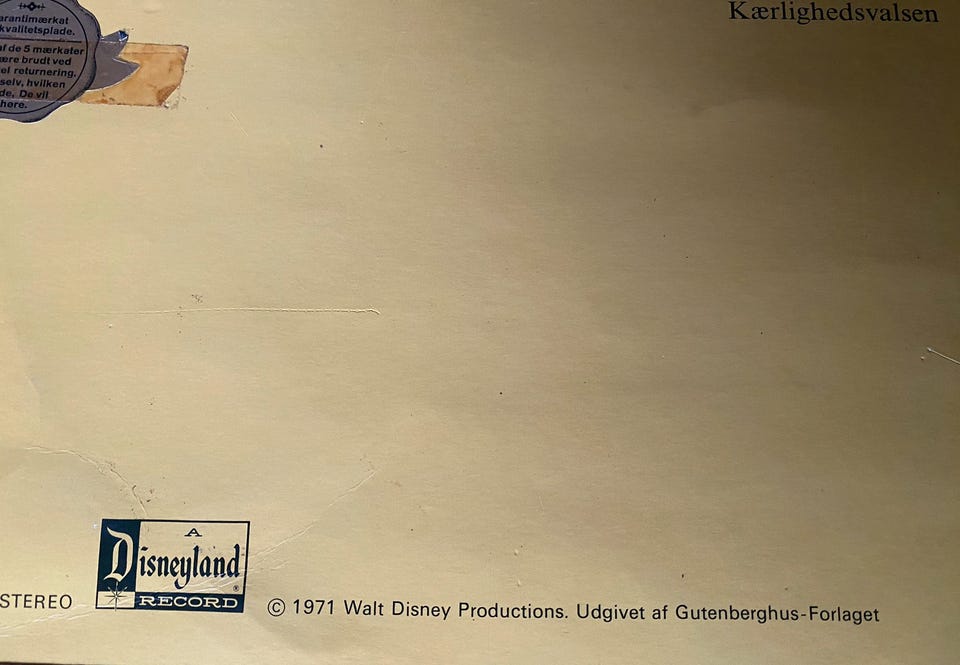 Kærlighedsvalsen
arantimærkat
kvalitetsplade.
af de 5 mærkater
ære brudt ved
el returnering.
selv, hvilken
de. De vil
høre.
A
Disneyland
®
RECORD
STEREO
© 1971 Walt Disney Productions. Udgivet af Gutenberghus-Forlaget